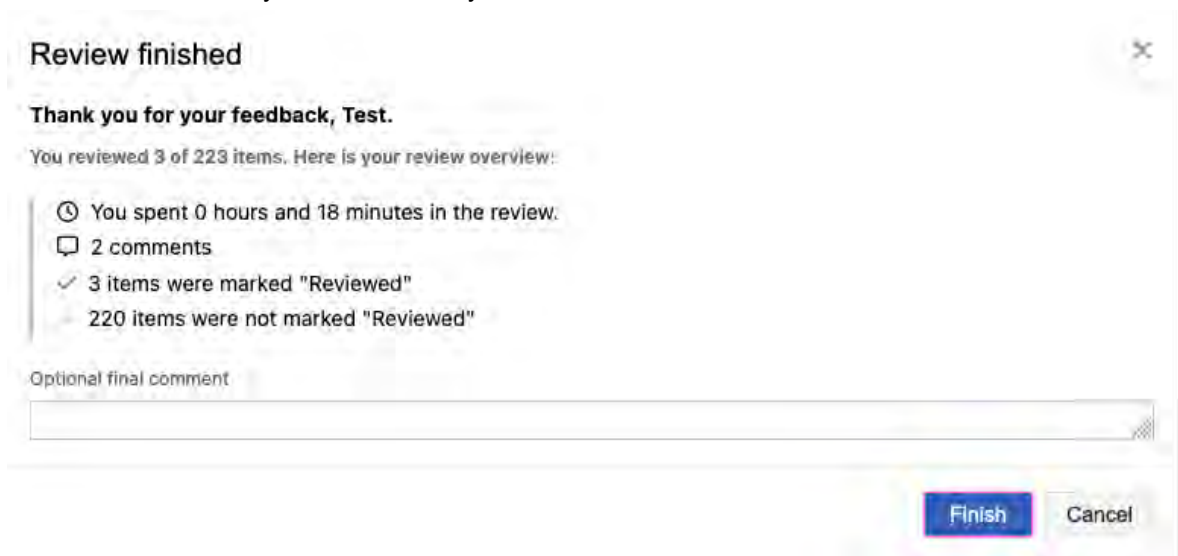 Review finished
Thank you for your feedback, Test.
You reviewed 3 of 223 items. Here is your review overview:
You spent 0 hours and 18 minutes in the review.
2 comments
3 items were marked "Reviewed"
220 items were not marked "Reviewed"
Optional final comment
Finish Cancel